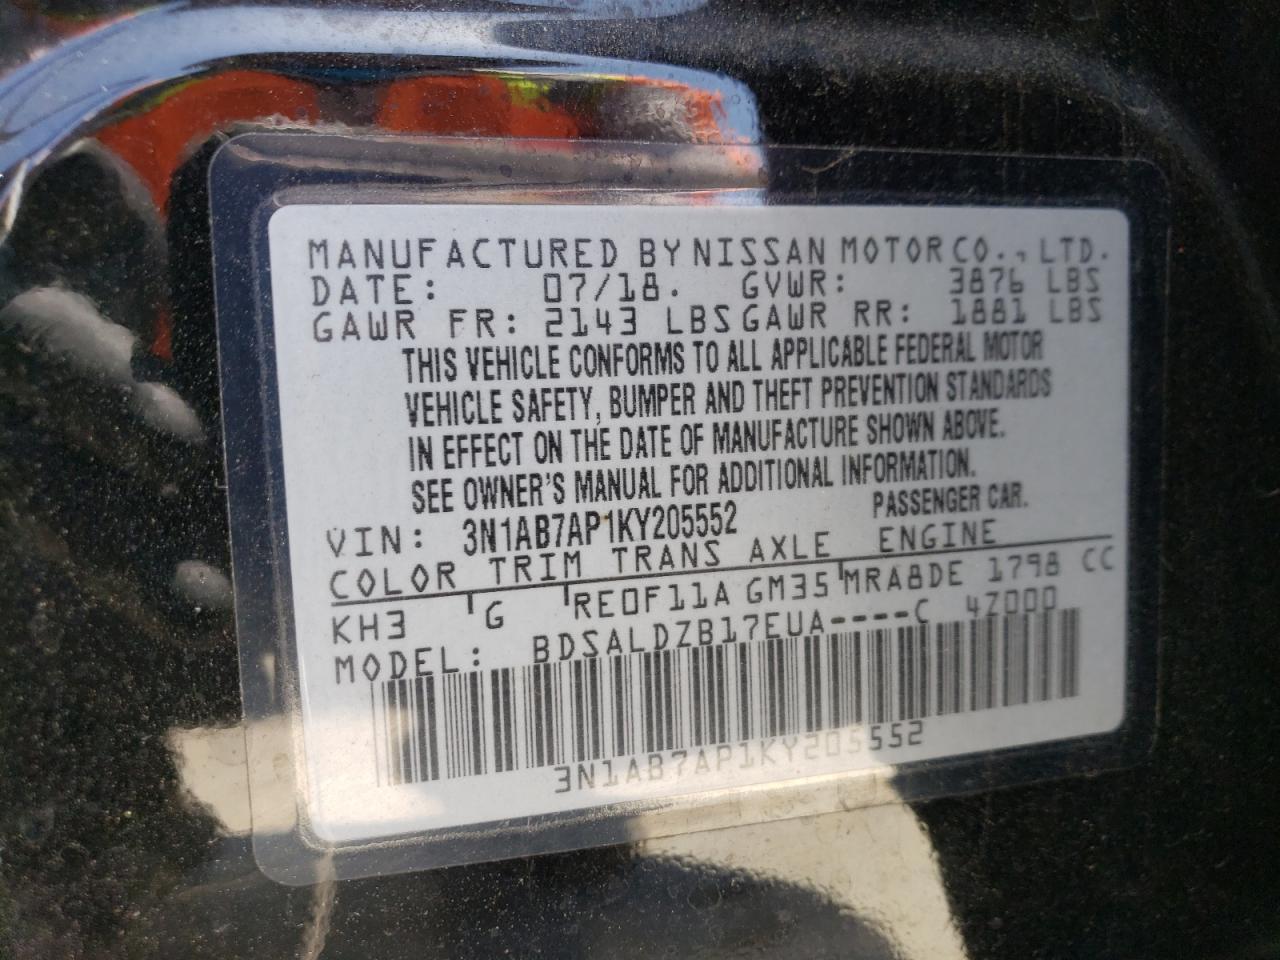 MANUFACTURED BY NISSAN MOTOR CO., LTD.
DATE: 07/18. GVWR: 3876 LBS
GAWR FR: 2143 LBS GAWR RR: 1881 LBS
THIS VEHICLE CONFORMS TO ALL APPLICABLE FEDERAL MOTOR
VEHICLE SAFETY, BUMPER AND THEFT PREVENTION STANDARDS
IN EFFECT ON THE DATE OF MANUFACTURE SHOWN ABOVE.
SEE OWNER'S MANUAL FOR ADDITIONAL INFORMATION.
VIN: 3N1AB7AP1KY205552 PASSENGER CAR.
COLOR TRIM TRANS AXLE ENGINE
KH3 G RE0F11A GM35 MRA8DE 1798 CC
MODEL: BDSALDZB17EUA----C 4Z000
3N1AB7AP1KY205552